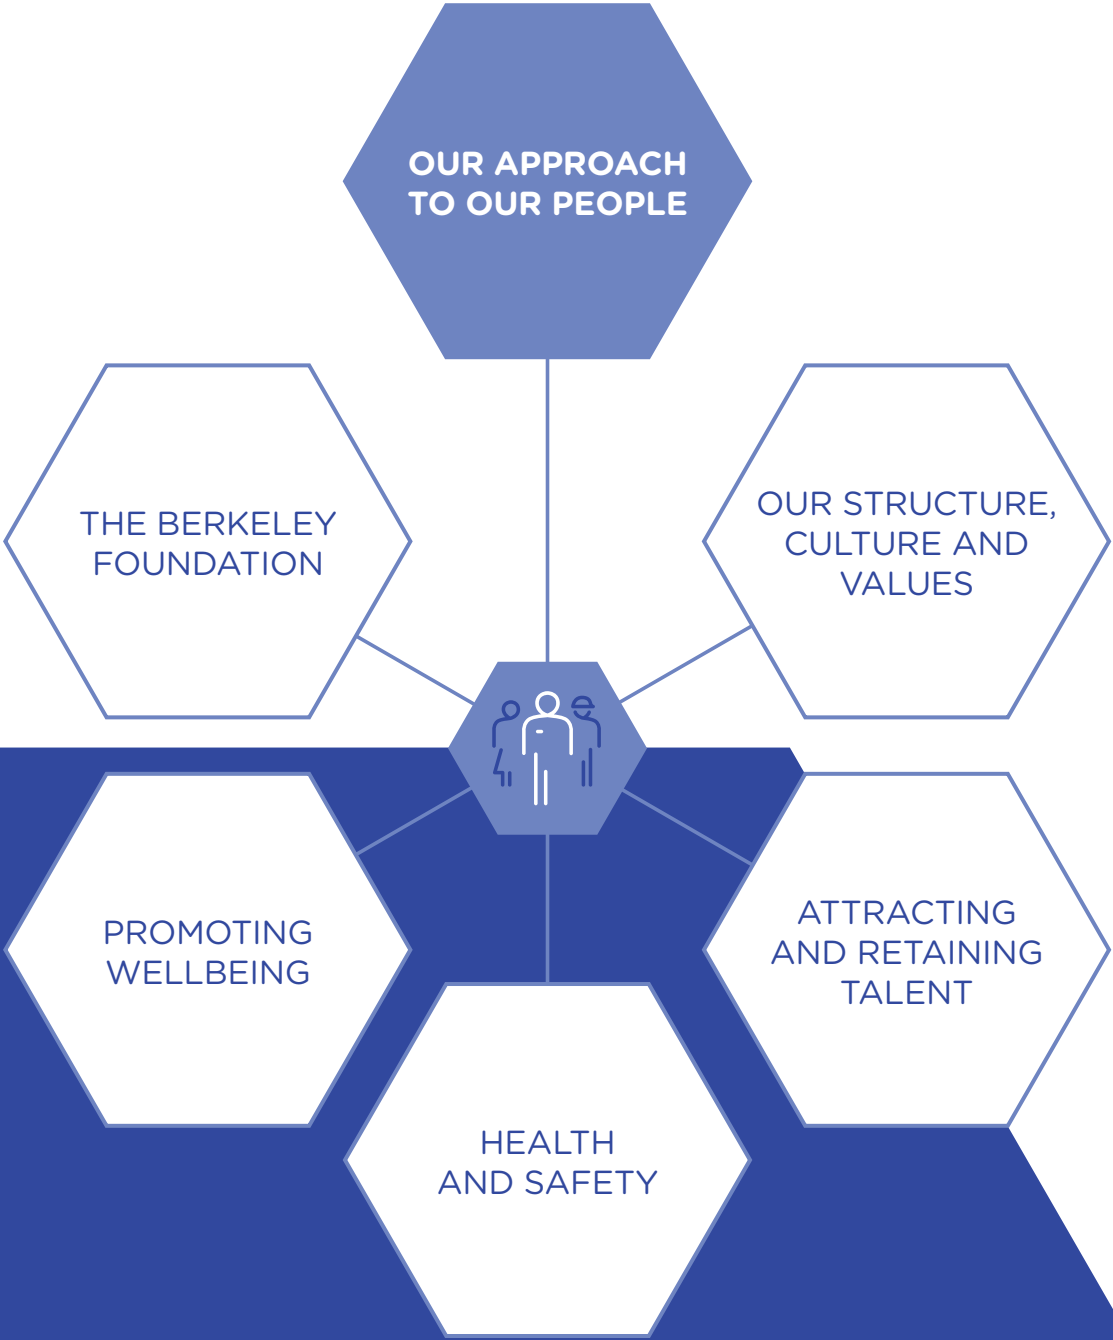 OUR APPROACH
TO OUR PEOPLE
THE BERKELEY
FOUNDATION
OUR STRUCTURE,
CULTURE AND
VALUES
PROMOTING
WELLBEING
ATTRACTING
AND RETAINING
TALENT
HEALTH
AND SAFETY